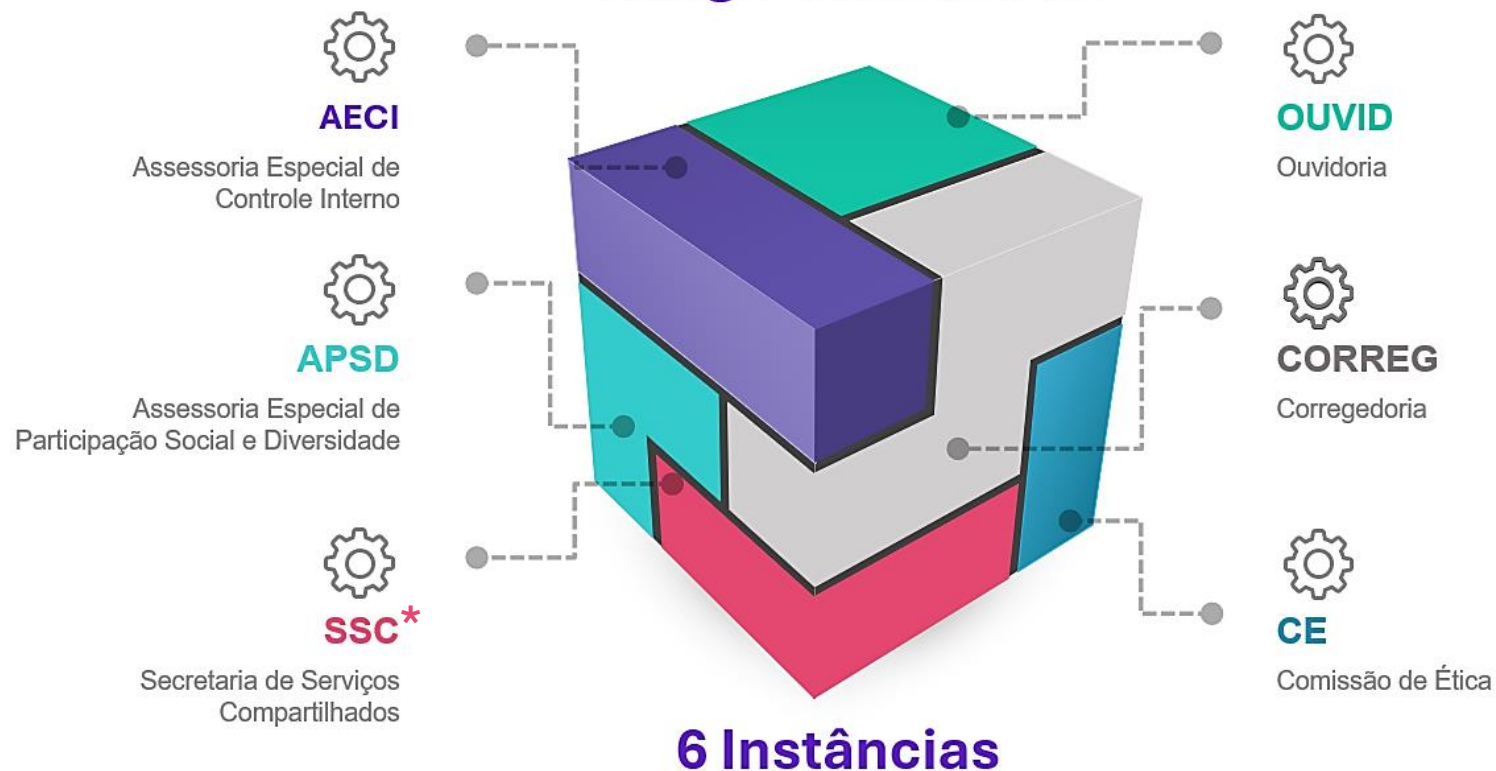 AECI
Assessoria Especial de
Controle Interno
APSD
Assessoria Especial de
Participação Social e Diversidade
SSC*
Secretaria de Serviços
Compartilhados
OUVID
Ouvidoria
CORREG
Corregedoria
CE
Comissão de Ética
6 Instâncias